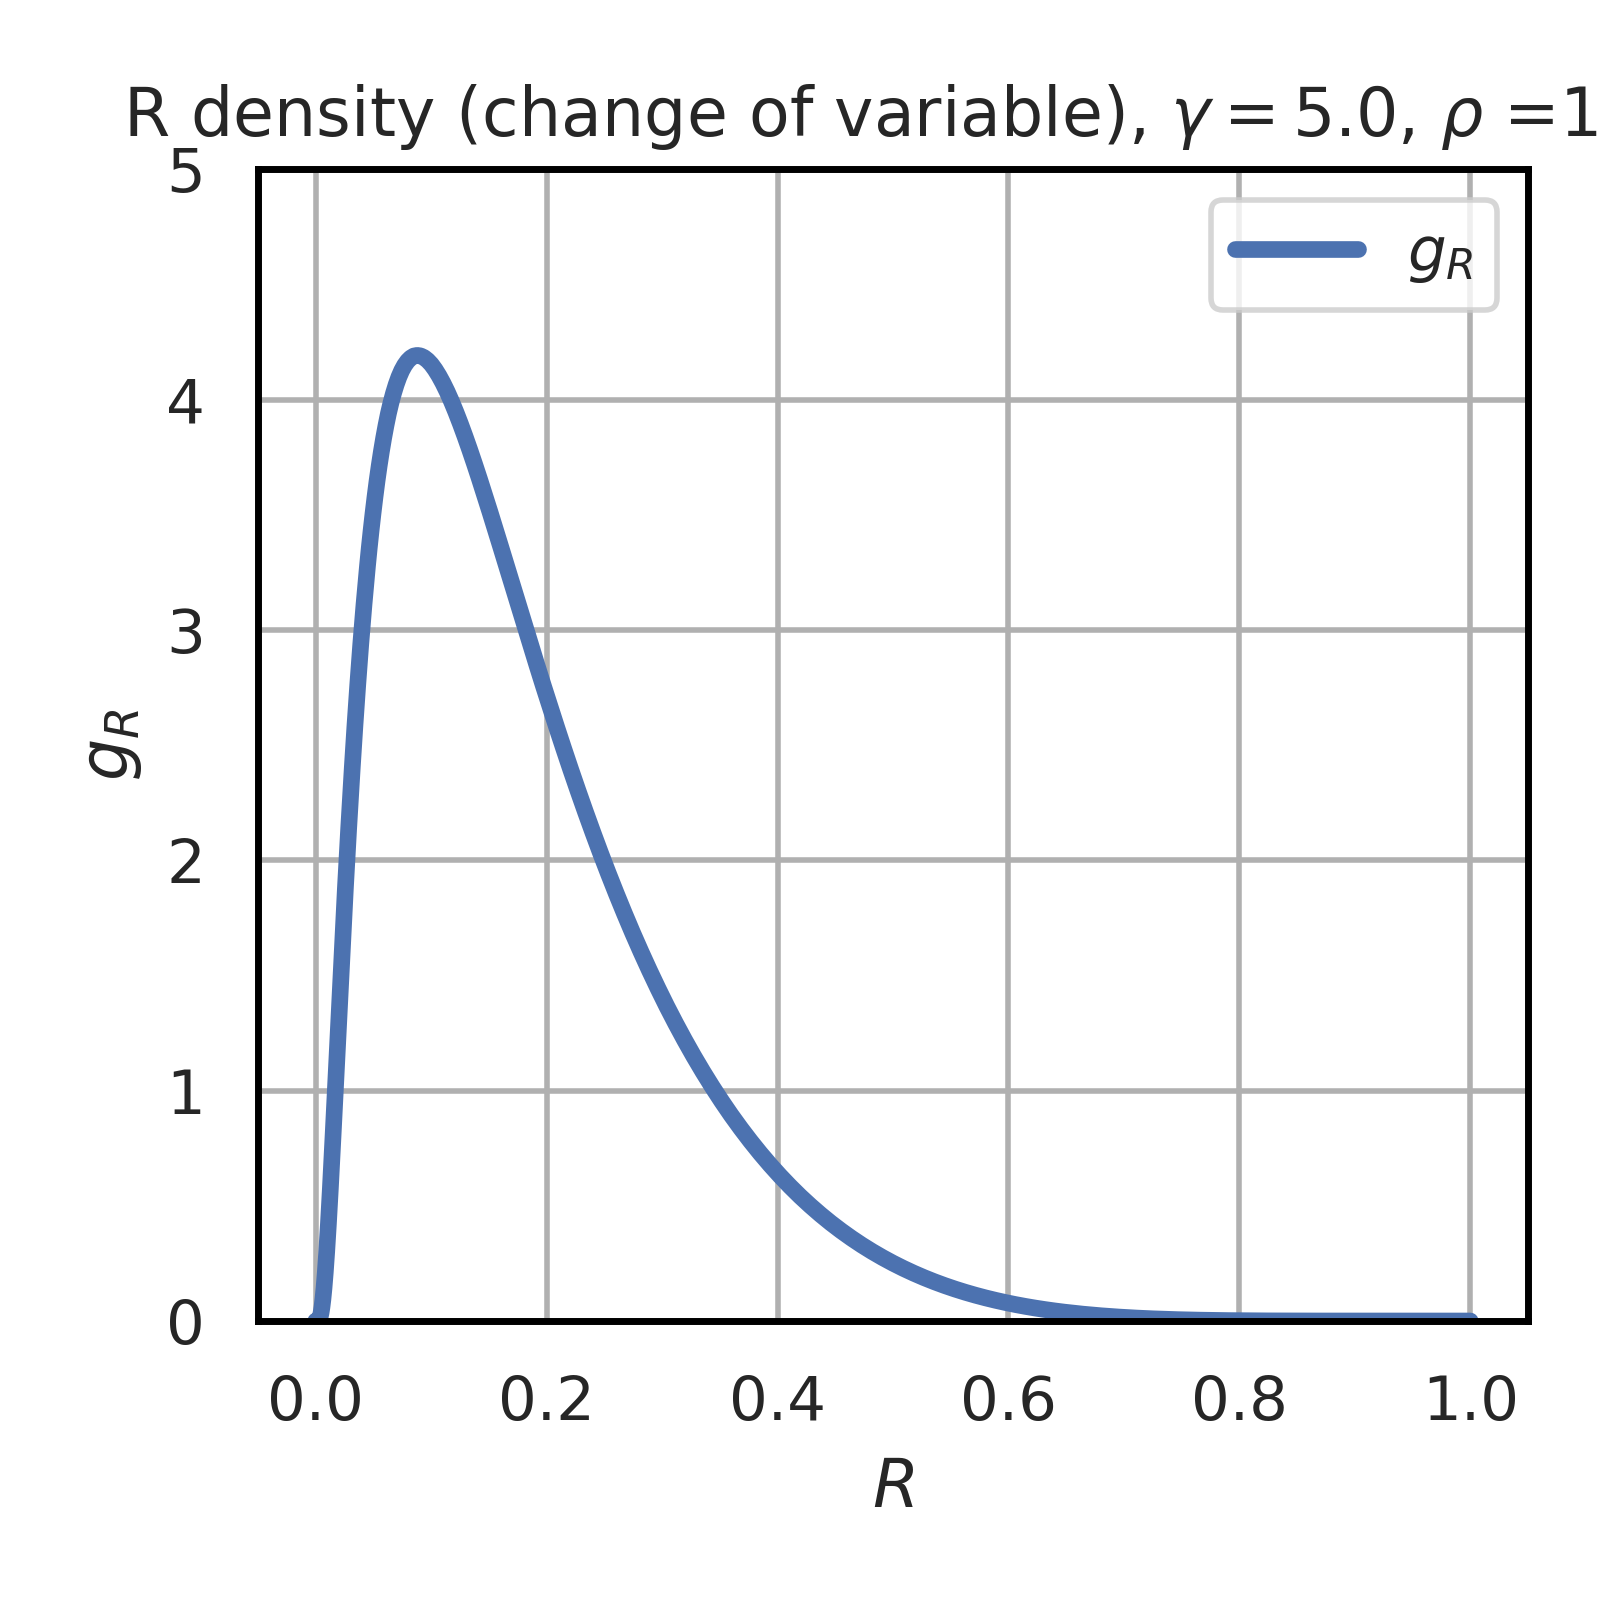 R density (change of variable), γ = 5.0, ρ =1
5
4
3
2
1
0
g_R
g_R
0.0 0.2 0.4 0.6 0.8 1.0
R